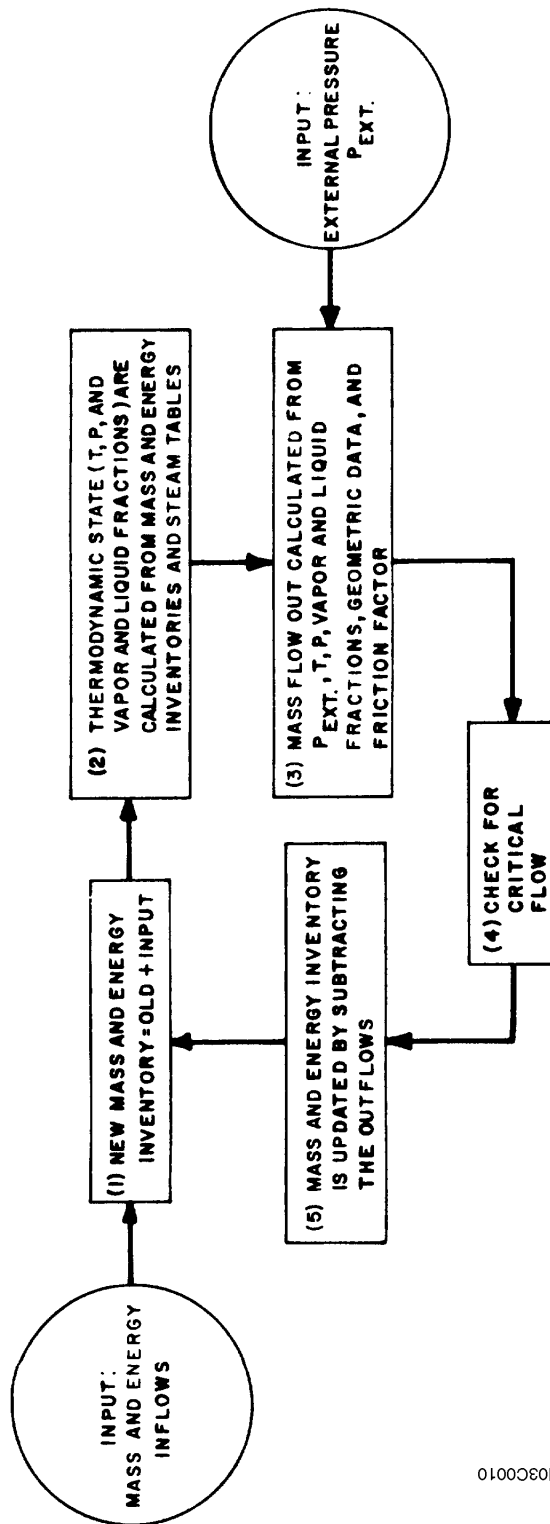 INPUT:
MASS AND ENERGY
INFLOWS
(1) NEW MASS AND ENERGY
INVENTORY=OLD + INPUT
(2) THERMODYNAMIC STATE (T, P, AND
VAPOR AND LIQUID FRACTIONS) ARE
CALCULATED FROM MASS AND ENERGY
INVENTORIES AND STEAM TABLES
INPUT:
EXTERNAL PRESSURE
P EXT.
(3) MASS FLOW OUT CALCULATED FROM
P EXT., T, P, VAPOR AND LIQUID
FRACTIONS, GEOMETRIC DATA, AND
FRICTION FACTOR
(4) CHECK FOR
CRITICAL
FLOW
(5) MASS AND ENERGY INVENTORY
IS UPDATED BY SUBTRACTING
THE OUTFLOWS